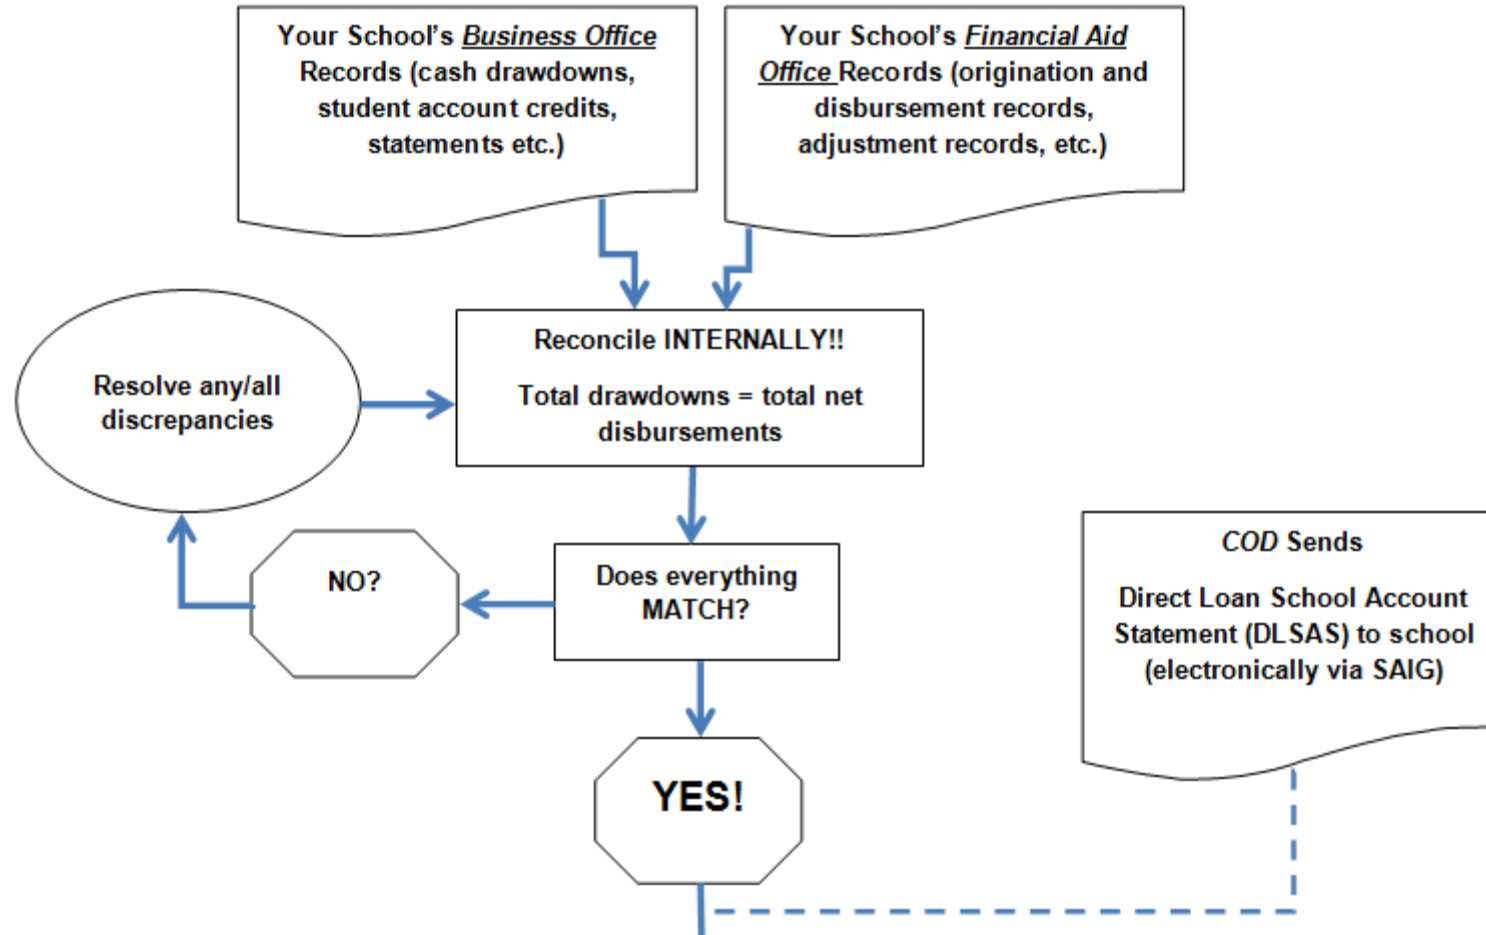 Your School’s Business Office
Records (cash drawdowns,
student account credits,
statements etc.)
Your School’s Financial Aid
Office Records (origination and
disbursement records,
adjustment records, etc.)
Reconcile INTERNALLY!!
Total drawdowns = total net
disbursements
Resolve any/all
discrepancies
Does everything
MATCH?
NO?
YES!
COD Sends
Direct Loan School Account
Statement (DLSAS) to school
(electronically via SAIG)